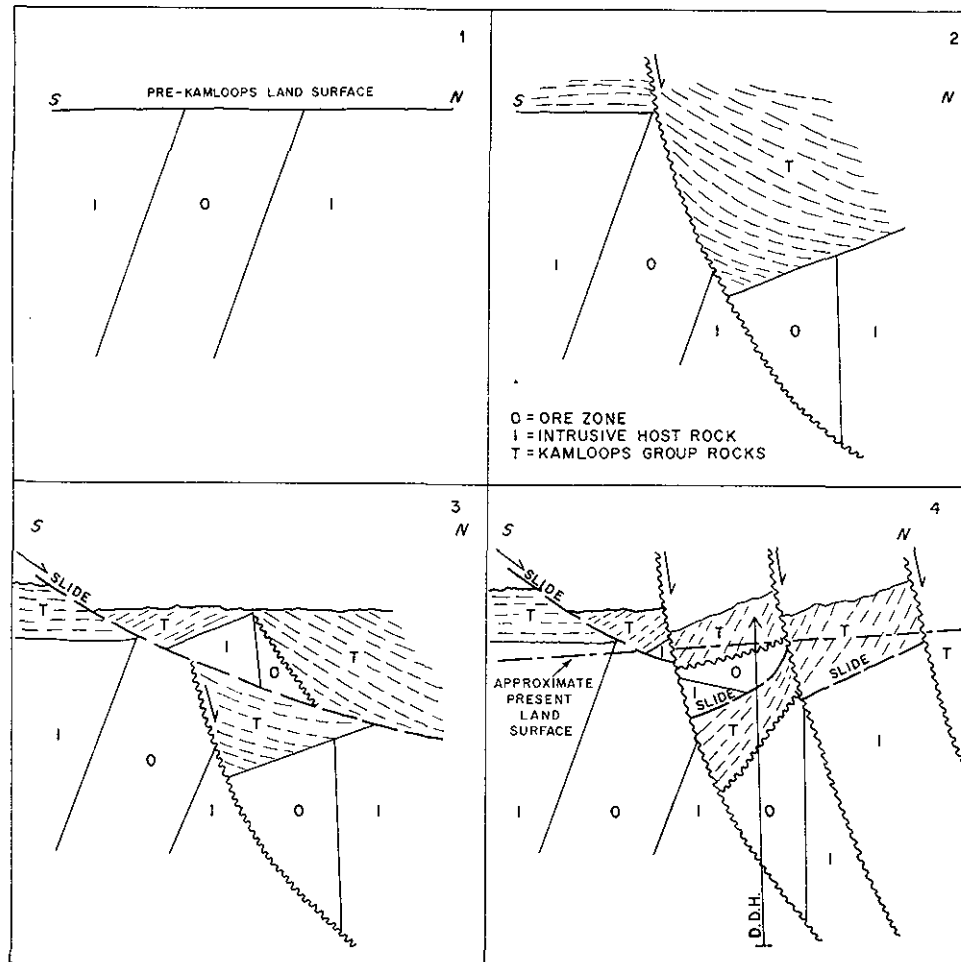 1
S
PRE-KAMLOOPS LAND SURFACE
N
I
O
I
2
S
N
T
I
O
I
O
I
O = ORE ZONE
I = INTRUSIVE HOST ROCK
T = KAMLOOPS GROUP ROCKS
3
S
N
SLIDE
T
T
I
O
T
T
I
O
I
O
I
4
S
N
SLIDE
T
T
T
T
I
O
T
I
SLIDE
SLIDE
APPROXIMATE
PRESENT
LAND
SURFACE
T
I
I
O
I
O
I
D.D.H.